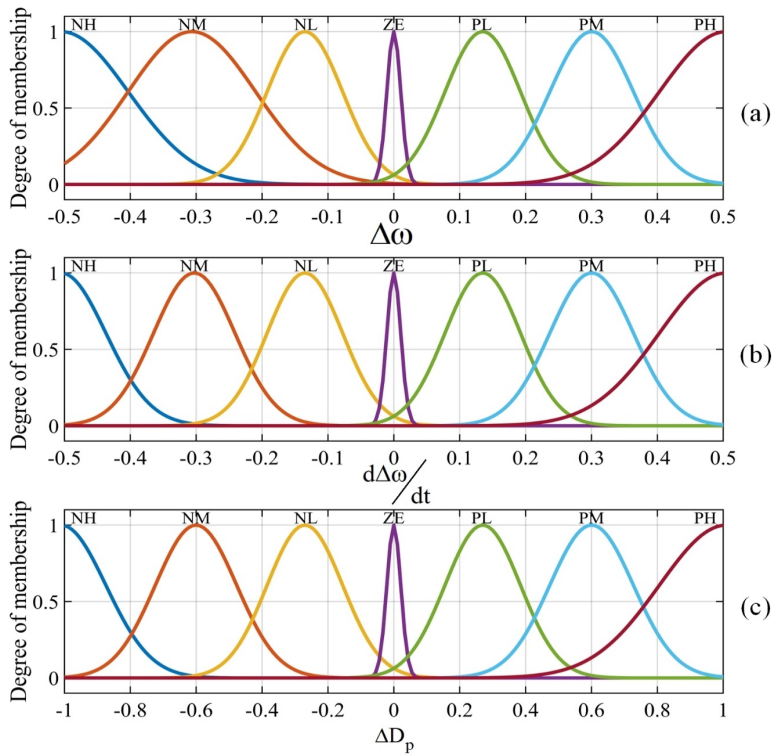 NH NM NL ZE PL PM PH
1
0.5
0
Degree of membership
(a)
-0.5 -0.4 -0.3 -0.2 -0.1 0 0.1 0.2 0.3 0.4 0.5
Δω
NH NM NL ZE PL PM PH
1
0.5
0
Degree of membership
(b)
-0.5 -0.4 -0.3 -0.2 -0.1 0 0.1 0.2 0.3 0.4 0.5
dΔω/dt
NH NM NL ZE PL PM PH
1
0.5
0
Degree of membership
(c)
-1 -0.8 -0.6 -0.4 -0.2 0 0.2 0.4 0.6 0.8 1
ΔDp